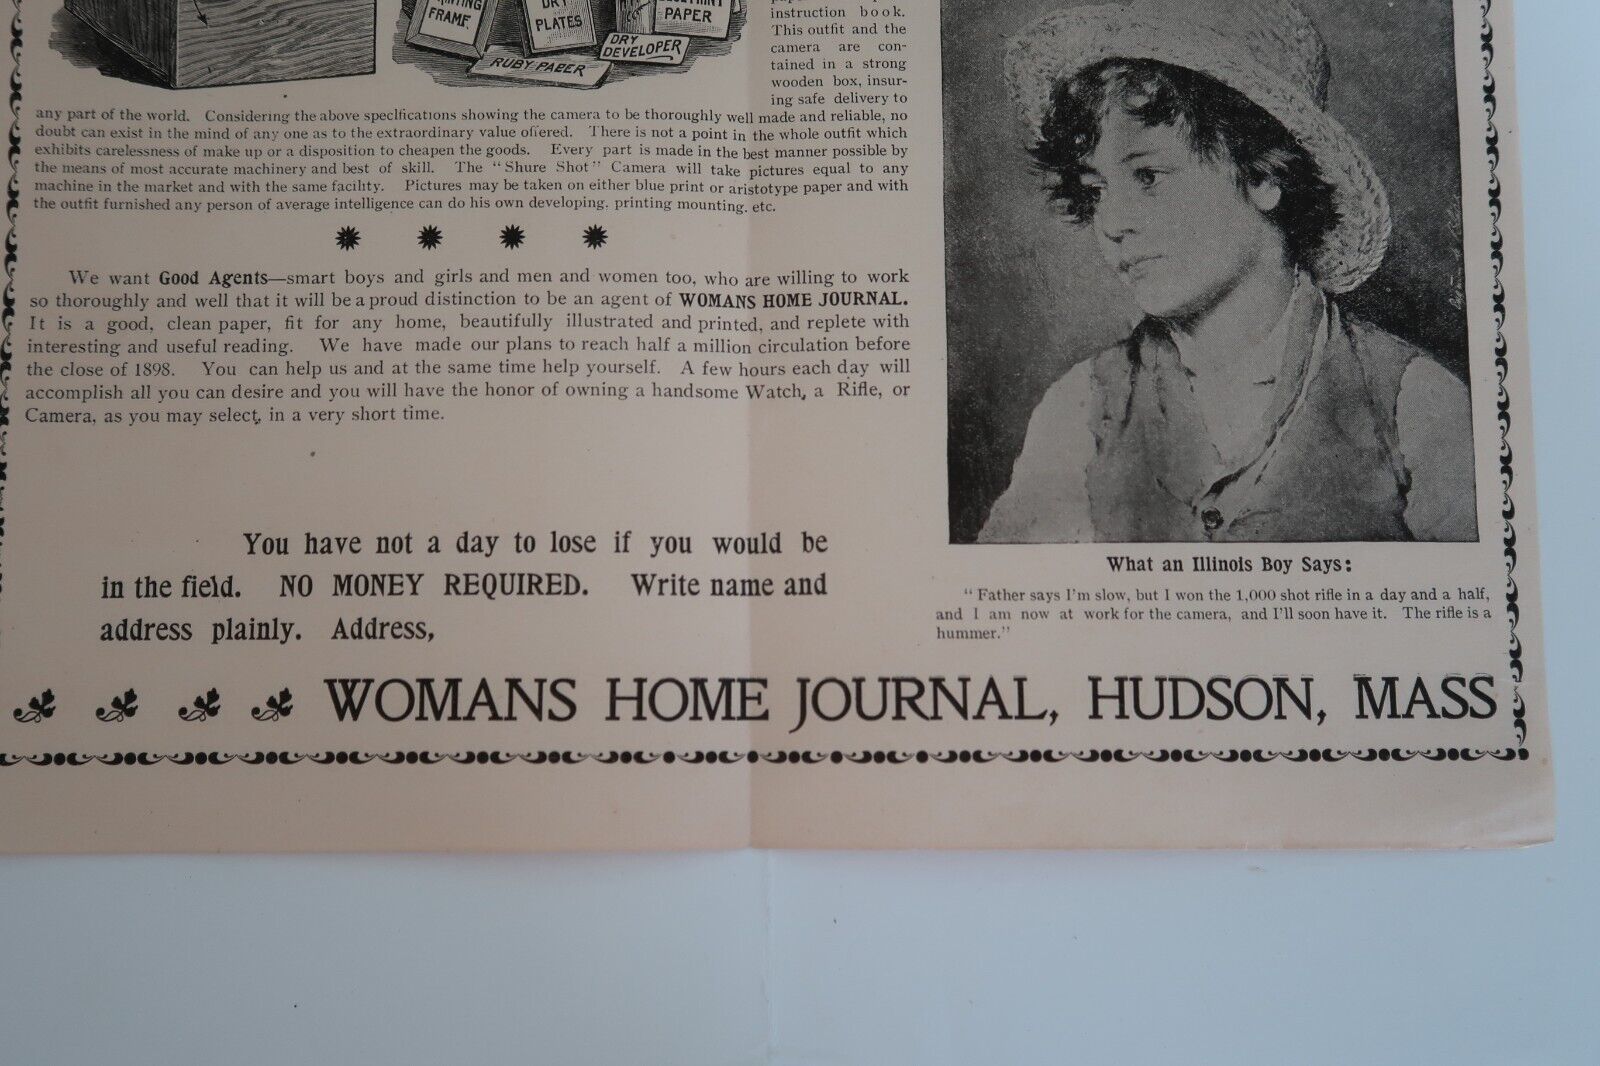 FRAME
DRY
PLATES
PAPER
DRY
DEVELOPER
RUBY PAPER
instruction book.
This outfit and the
camera are con-
tained in a strong
wooden box, insur-
ing safe delivery to
any part of the world. Considering the above specifications showing the camera to be thoroughly well made and reliable, no
doubt can exist in the mind of any one as to the extraordinary value offered. There is not a point in the whole outfit which
exhibits carelessness of make up or a disposition to cheapen the goods. Every part is made in the best manner possible by
the means of most accurate machinery and best of skill. The "Shure Shot" Camera will take pictures equal to any
machine in the market and with the same facility. Pictures may be taken on either blue print or aristotype paper and with
the outfit furnished any person of average intelligence can do his own developing, printing mounting, etc.
We want Good Agents—smart boys and girls and men and women too, who are willing to work
so thoroughly and well that it will be a proud distinction to be an agent of WOMANS HOME JOURNAL.
It is a good, clean paper, fit for any home, beautifully illustrated and printed, and replete with
interesting and useful reading. We have made our plans to reach half a million circulation before
the close of 1898. You can help us and at the same time help yourself. A few hours each day will
accomplish all you can desire and you will have the honor of owning a handsome Watch, a Rifle, or
Camera, as you may select, in a very short time.
You have not a day to lose if you would be
in the field. NO MONEY REQUIRED. Write name and
address plainly. Address,
What an Illinois Boy Says:
"Father says I'm slow, but I won the 1,000 shot rifle in a day and a half,
and I am now at work for the camera, and I'll soon have it. The rifle is a
hummer."
WOMANS HOME JOURNAL, HUDSON, MASS